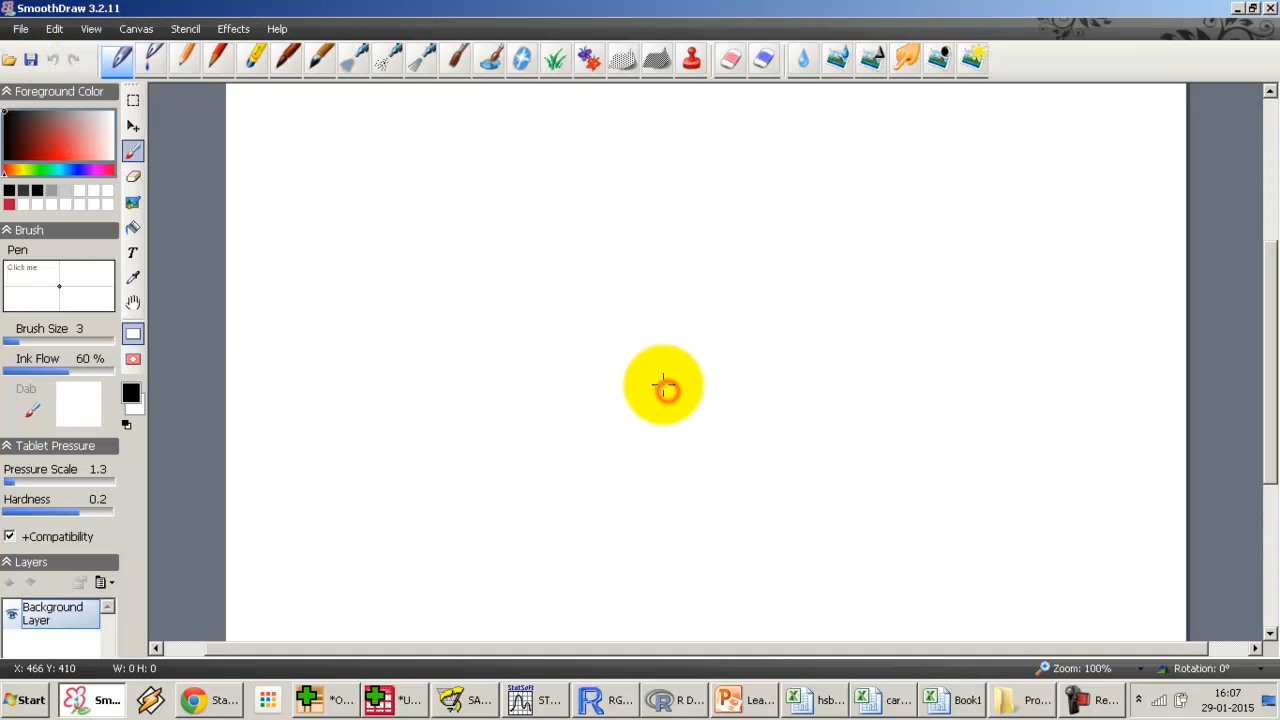 SmoothDraw 3.2.11
File Edit View Canvas Stencil Effects Help
Foreground Color
Brush
Pen
Click me
Brush Size 3
Ink Flow 60 %
Dab
Tablet Pressure
Pressure Scale 1.3
Hardness 0.2
+Compatibility
Layers
Background Layer
X: 466 Y: 410 W: 0 H: 0 Zoom: 100% Rotation: 0°
Start Sm... Sta... *O... *U... SA... StatSoft ST... RG... R D... Lea... hsb... car... Book1 Pro... Re... 16:07
29-01-2015